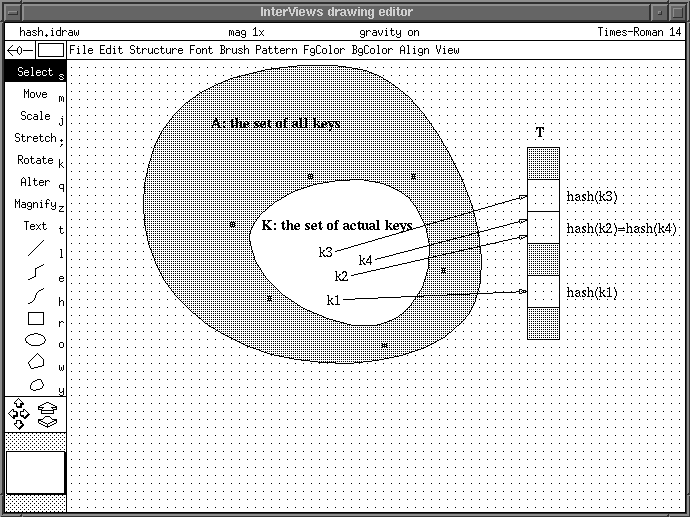 InterViews drawing editor
hash.idraw mag 1x gravity on Times-Roman 14
File Edit Structure Font Brush Pattern FgColor BgColor Align View
Select s
Move m
Scale j
Stretch ;
Rotate k
Alter q
Magnify z
Text t
l
e
h
r
o
w
y
A: the set of all keys
T
K: the set of actual keys
hash(k3)
hash(k2)=hash(k4)
k3
k4
k2
k1
hash(k1)